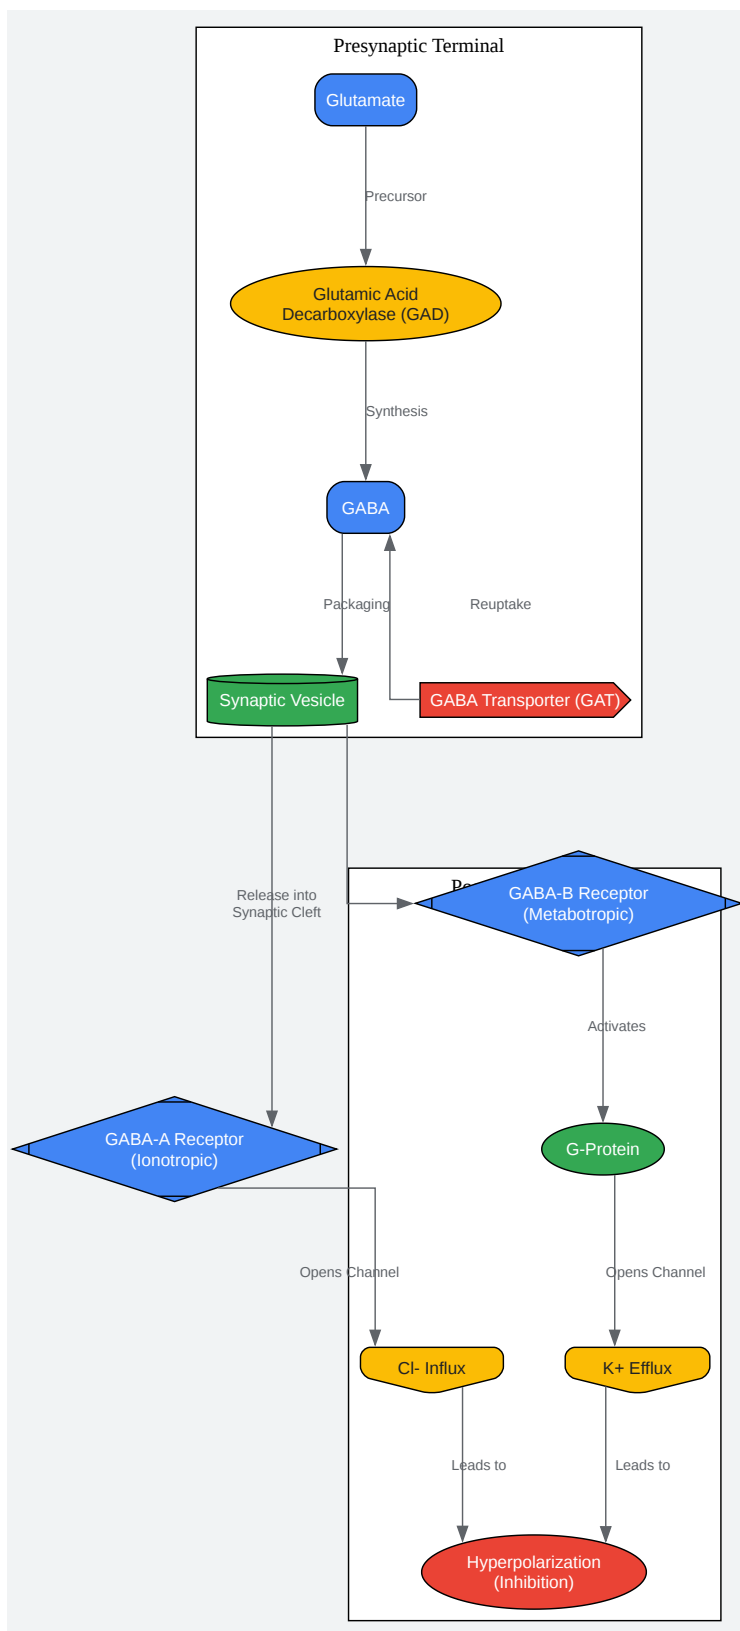 Presynaptic Terminal
Glutamate
Precursor
Glutamic Acid
Decarboxylase (GAD)
Synthesis
GABA
Packaging
Reuptake
Synaptic Vesicle
GABA Transporter (GAT)
Release into
Synaptic Cleft
GABA-B Receptor
(Metabotropic)
Activates
GABA-A Receptor
(Ionotropic)
G-Protein
Opens Channel
Opens Channel
Cl- Influx
K+ Efflux
Leads to
Leads to
Hyperpolarization
(Inhibition)